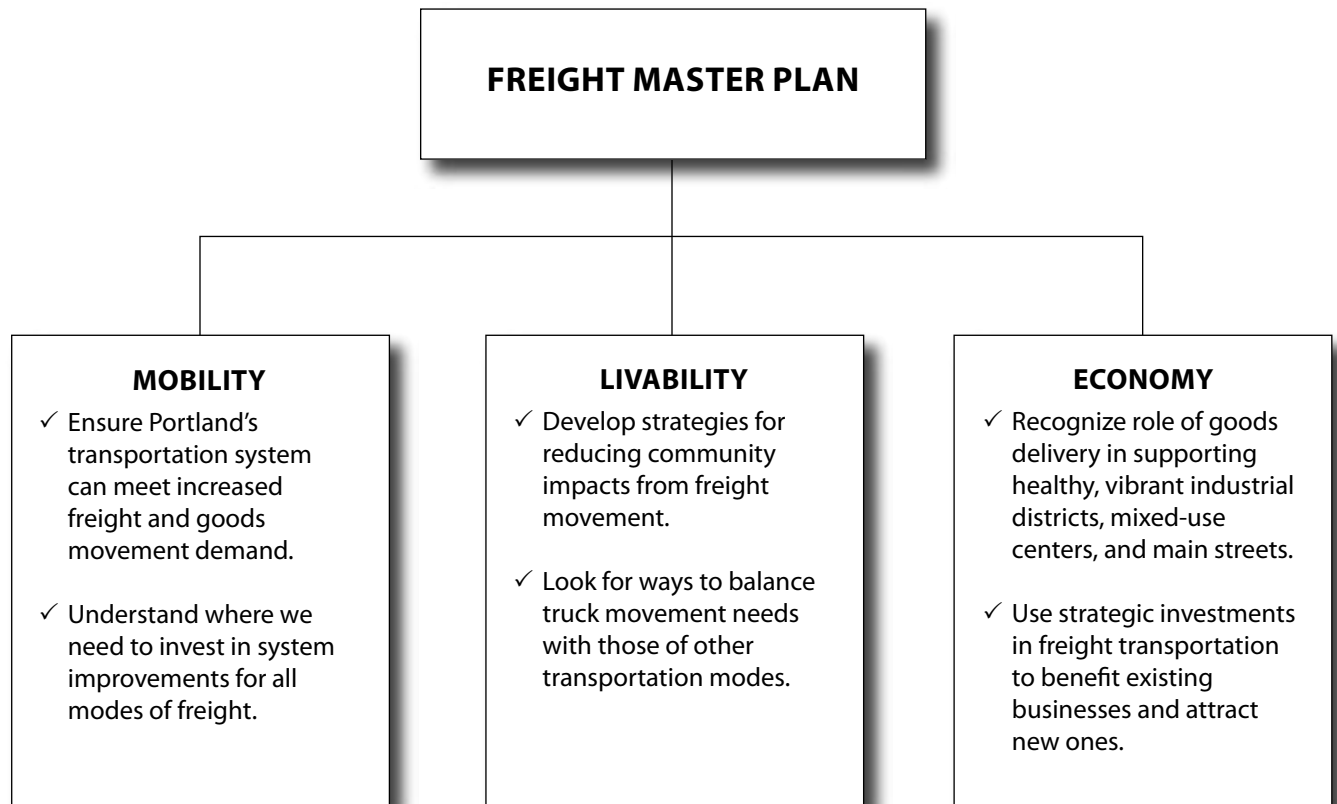 FREIGHT MASTER PLAN
MOBILITY
✓ Ensure Portland’s
transportation system
can meet increased
freight and goods
movement demand.
✓ Understand where we
need to invest in system
improvements for all
modes of freight.
LIVABILITY
✓ Develop strategies for
reducing community
impacts from freight
movement.
✓ Look for ways to balance
truck movement needs
with those of other
transportation modes.
ECONOMY
✓ Recognize role of goods
delivery in supporting
healthy, vibrant industrial
districts, mixed-use
centers, and main streets.
✓ Use strategic investments
in freight transportation
to benefit existing
businesses and attract
new ones.